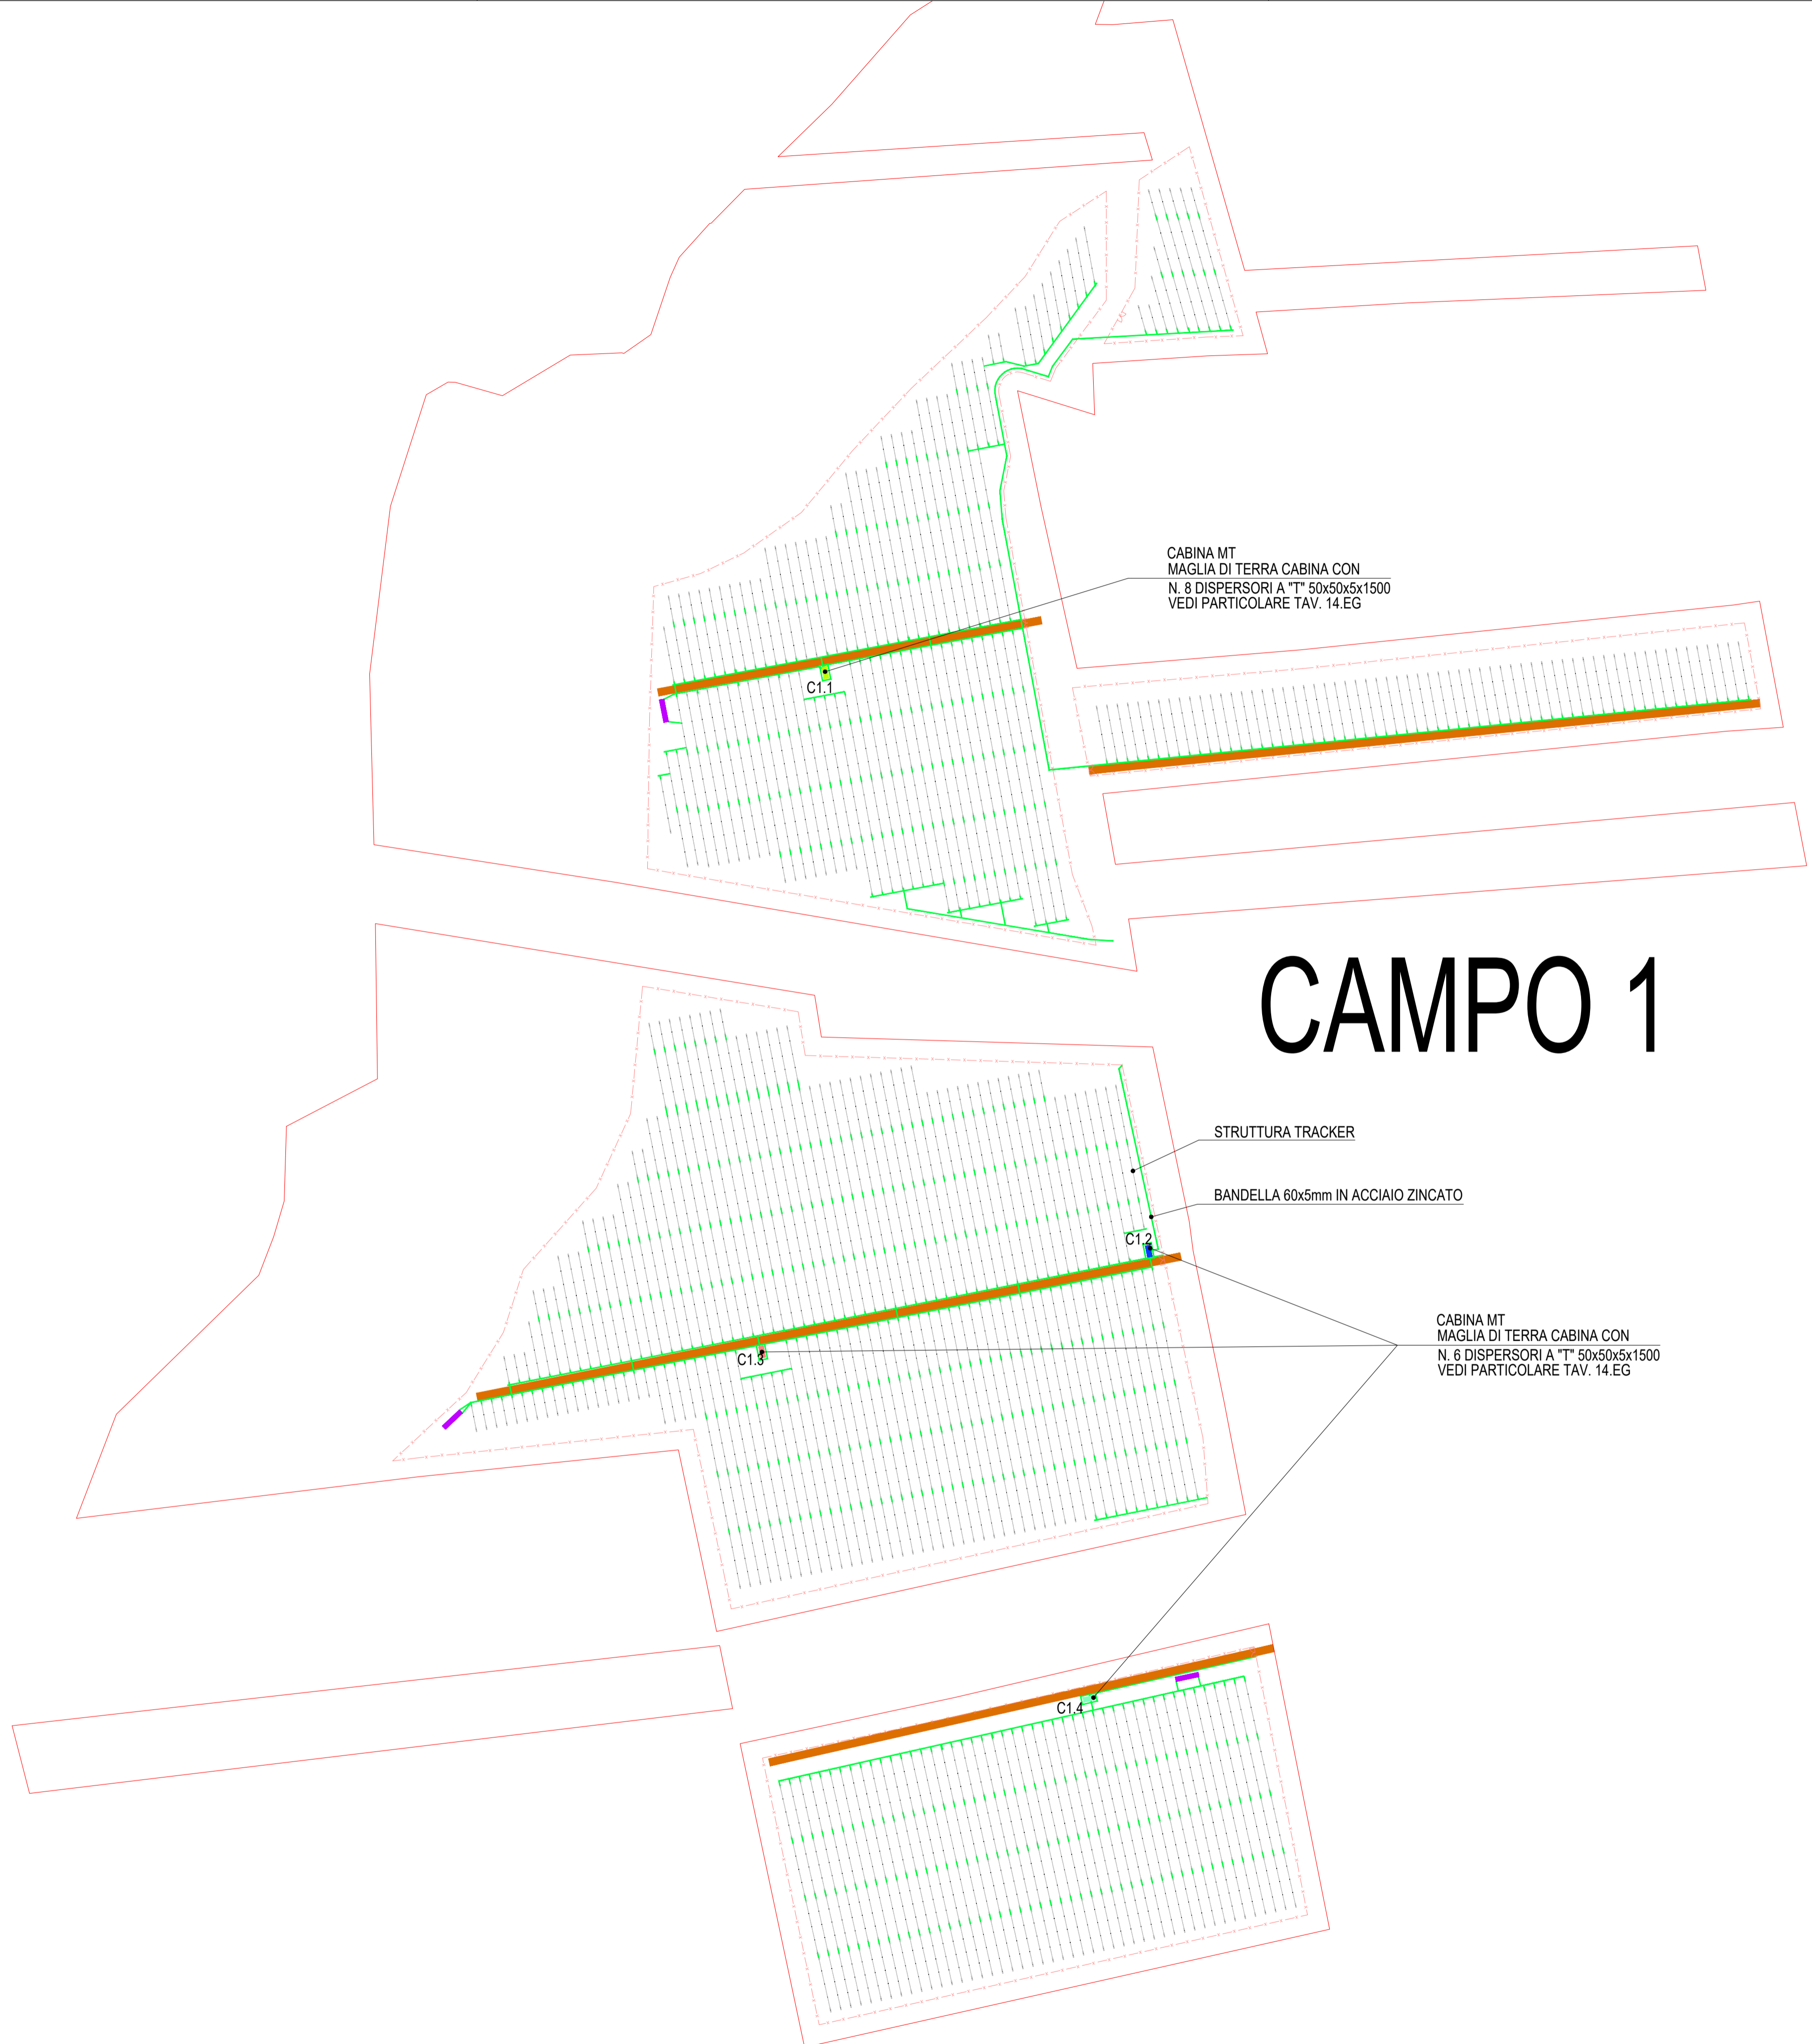 CABINA MT
MAGLIA DI TERRA CABINA CON
N. 8 DISPERSORI A "T" 50x50x5x1500
VEDI PARTICOLARE TAV. 14.EG
C1.1
CAMPO 1
STRUTTURA TRACKER
BANDELLA 60x5mm IN ACCIAIO ZINCATO
C1.2
CABINA MT
MAGLIA DI TERRA CABINA CON
N. 6 DISPERSORI A "T" 50x50x5x1500
VEDI PARTICOLARE TAV. 14.EG
C1.3
C1.4